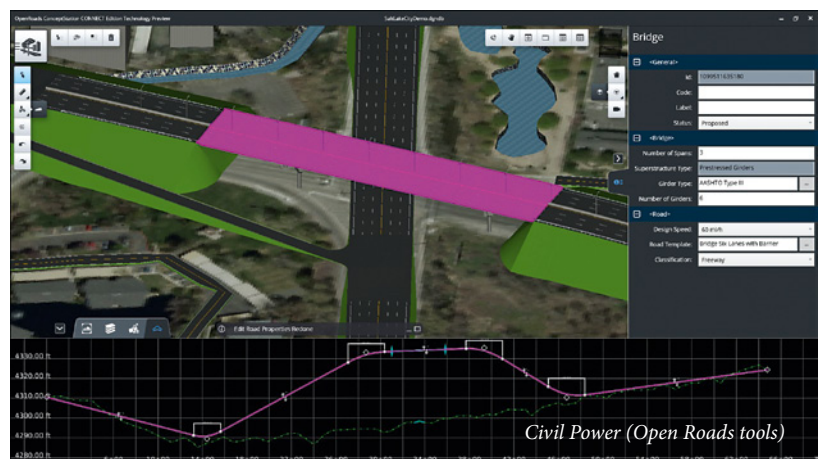 OpenRoads ConceptStation CONNECT Edition Technology Preview
SaltLakeCityDemo.dgndb
Bridge
<General>
Id:
Code:
Label:
Status: Proposed
<Bridge>
Number of Spans: 3
Superstructure Type: Prestressed Girders
Girder Type: AASHTO Type III
Number of Girders: 6
<Road>
Design Speed: 60 mi/h
Road Template: Bridge Six Lanes with Barrier
Classification: Freeway
Edit Road Properties
4330.00 ft
4320.00 ft
4310.00 ft
4300.00 ft
4290.00 ft
4280.00 ft
Civil Power (Open Roads tools)